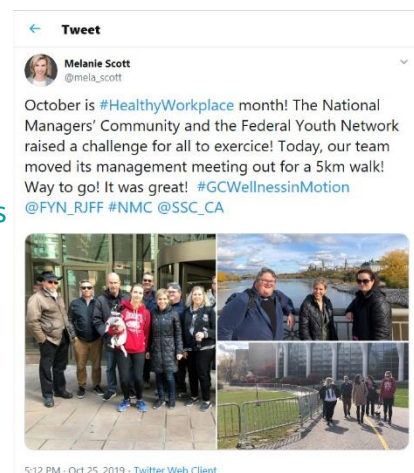 ← Tweet
Melanie Scott
@mela_scott
October is #HealthyWorkplace month! The National
Managers' Community and the Federal Youth Network
raised a challenge for all to exercice! Today, our team
moved its management meeting out for a 5km walk!
Way to go! It was great! #GCWellnessinMotion
s
@FYN_RJFF #NMC @SSC_CA
5:12 PM · Oct 25, 2019 · Twitter Web Client